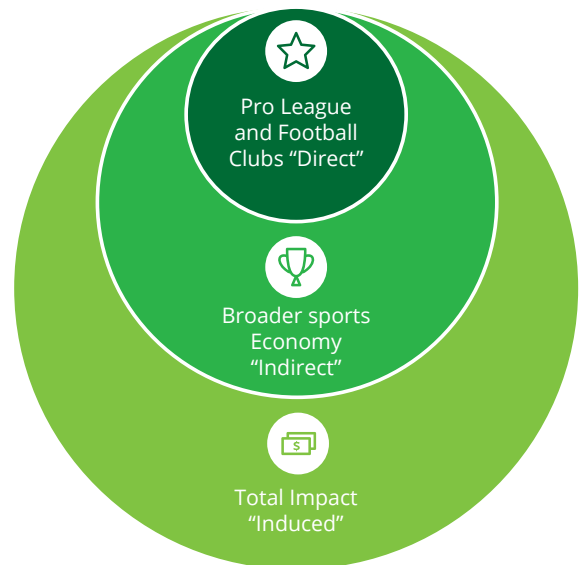 Pro League
and Football
Clubs “Direct”
Broader sports
Economy
“Indirect”
$
Total Impact
“Induced”